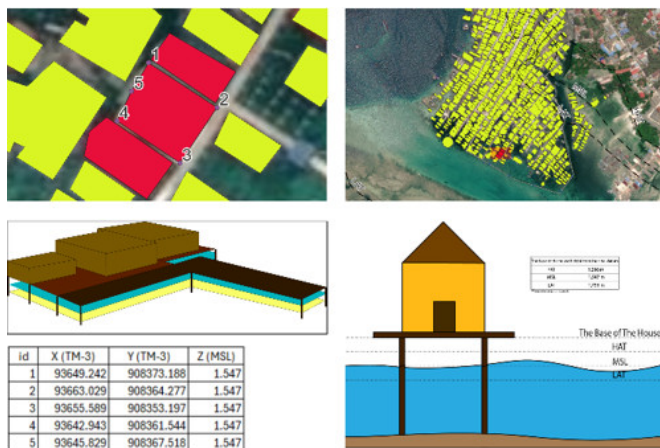 1
5
2
4
3
The Base of The House
HAT
MSL
LAT
id X (TM-3) Y (TM-3) Z (MSL)
1 93649.242 908373.188 1.547
2 93663.029 908364.277 1.547
3 93655.589 908353.197 1.547
4 93642.943 908361.544 1.547
5 93645.829 908367.518 1.547